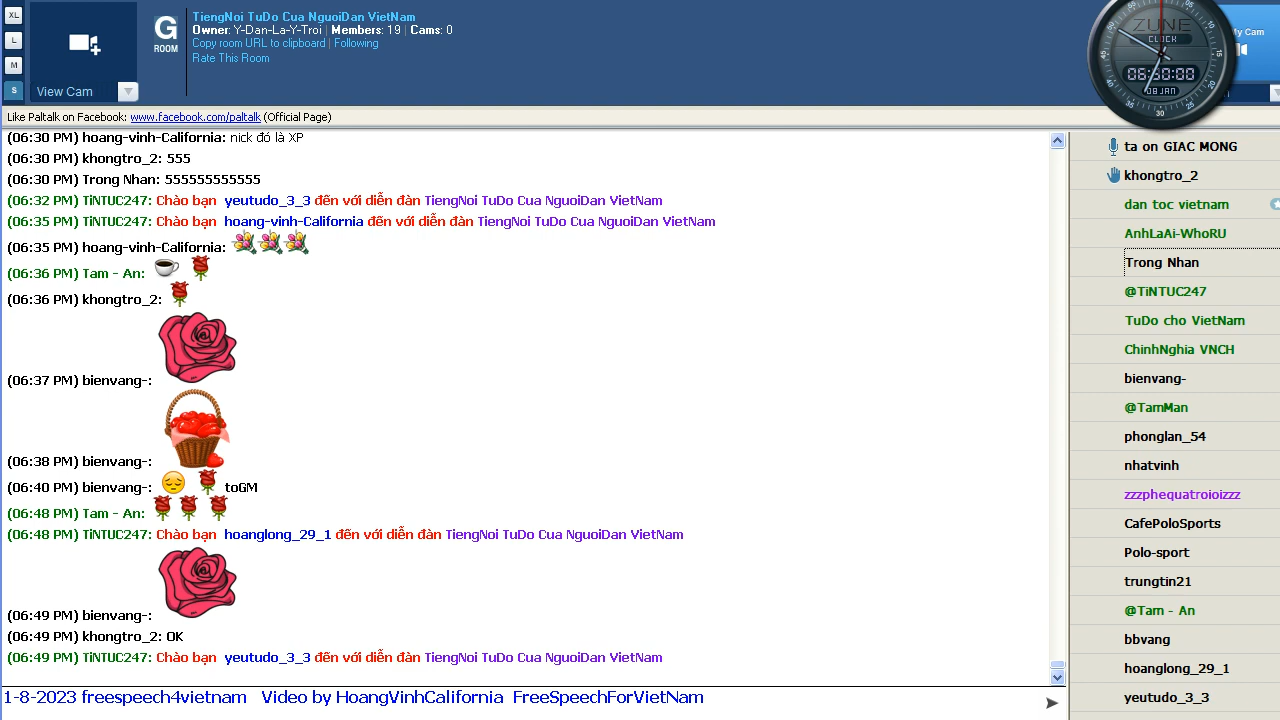 XL
L
M
S
View Cam
G
ROOM
TiengNoi TuDo Cua NguoiDan VietNam
Owner: Y-Dan-La-Y-Troi | Members: 19 | Cams: 0
Copy room URL to clipboard | Following
Rate This Room
ZUNE
CLOCK
08 JAN
My Cam
Like Paltalk on Facebook: www.facebook.com/paltalk (Official Page)
(06:30 PM) hoang-vinh-California: nick đó là XP
(06:30 PM) khongtro_2: 555
(06:30 PM) Trong Nhan: 555555555555
(06:32 PM) TiNTUC247: Chào bạn yeutudo_3_3 đến với diễn đàn TiengNoi TuDo Cua NguoiDan VietNam
(06:35 PM) TiNTUC247: Chào bạn hoang-vinh-California đến với diễn đàn TiengNoi TuDo Cua NguoiDan VietNam
(06:35 PM) hoang-vinh-California:
(06:36 PM) Tam - An:
(06:36 PM) khongtro_2:
(06:37 PM) bienvang-:
(06:38 PM) bienvang-:
(06:40 PM) bienvang-: toGM
(06:48 PM) Tam - An:
(06:48 PM) TiNTUC247: Chào bạn hoanglong_29_1 đến với diễn đàn TiengNoi TuDo Cua NguoiDan VietNam
(06:49 PM) bienvang-:
(06:49 PM) khongtro_2: OK
(06:49 PM) TiNTUC247: Chào bạn yeutudo_3_3 đến với diễn đàn TiengNoi TuDo Cua NguoiDan VietNam
1-8-2023 freespeech4vietnam Video by HoangVinhCalifornia FreeSpeechForVietNam
ta on GIAC MONG
khongtro_2
dan toc vietnam
AnhLaAi-WhoRU
Trong Nhan
@TiNTUC247
TuDo cho VietNam
ChinhNghia VNCH
bienvang-
@TamMan
phonglan_54
nhatvinh
zzzphequatroioizzz
CafePoloSports
Polo-sport
trungtin21
@Tam - An
bbvang
hoanglong_29_1
yeutudo_3_3